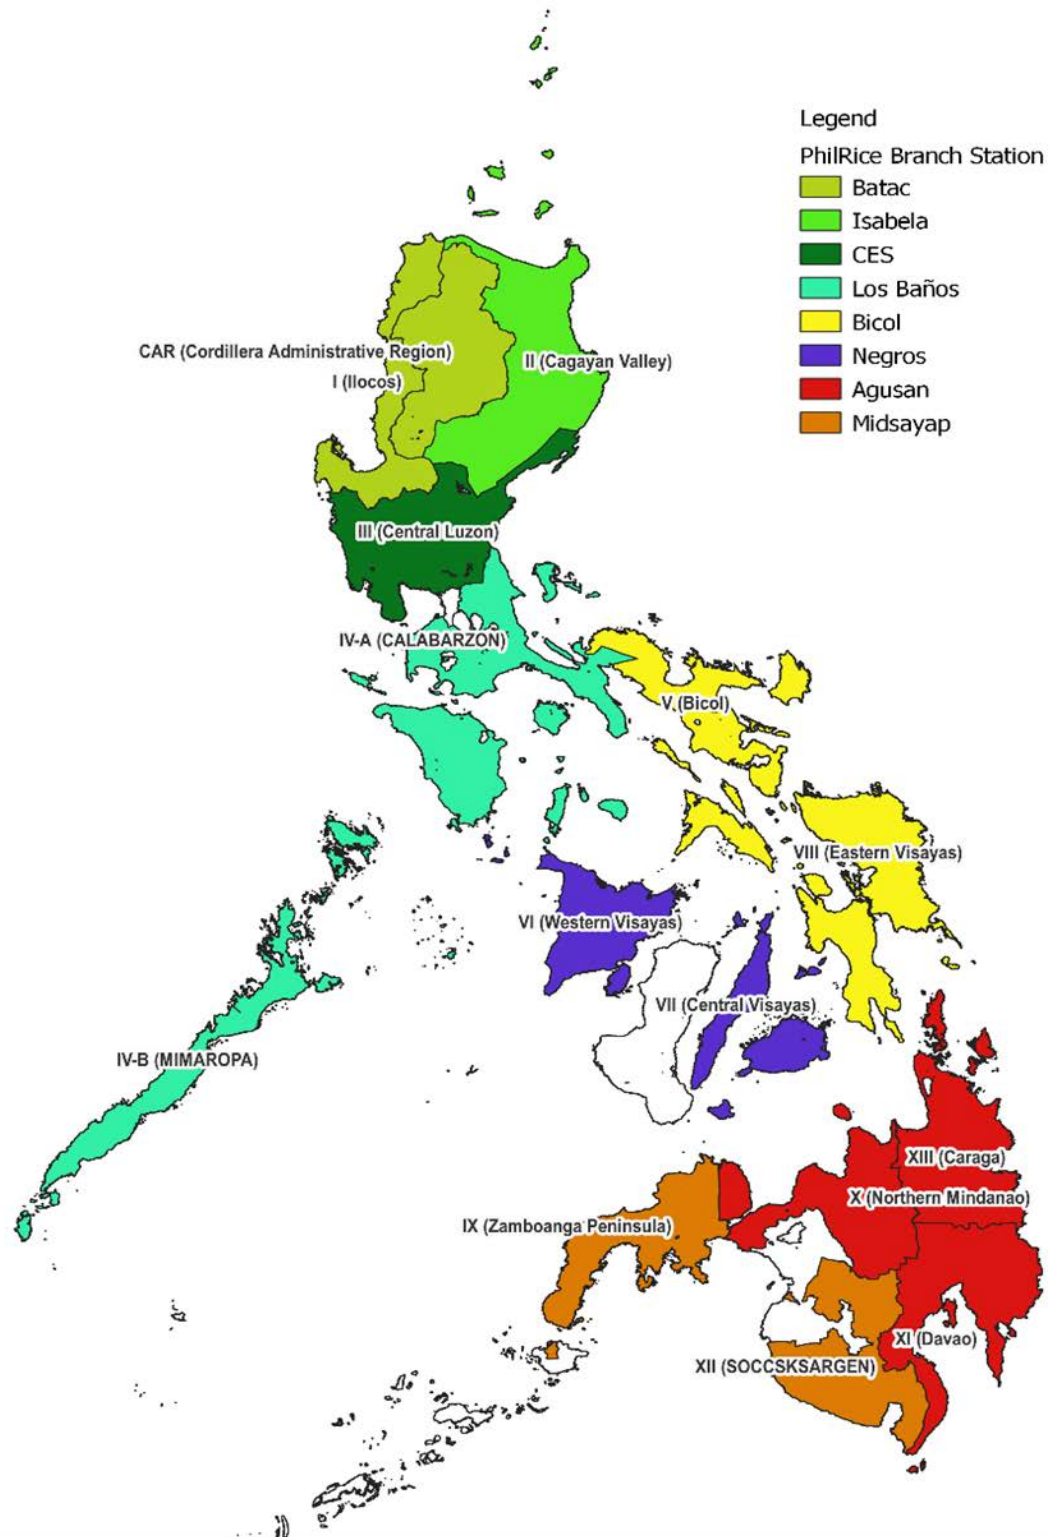 Legend
PhilRice Branch Station
Batac
Isabela
CES
Los Baños
Bicol
Negros
Agusan
Midsayap
CAR (Cordillera Administrative Region)
II (Cagayan Valley)
I (Ilocos)
III (Central Luzon)
IV-A (CALABARZON)
V (Bicol)
VIII (Eastern Visayas)
VI (Western Visayas)
VII (Central Visayas)
IV-B (MIMAROPA)
XIII (Caraga)
X (Northern Mindanao)
IX (Zamboanga Peninsula)
XI (Davao)
XII (SOCCSKSARGEN)